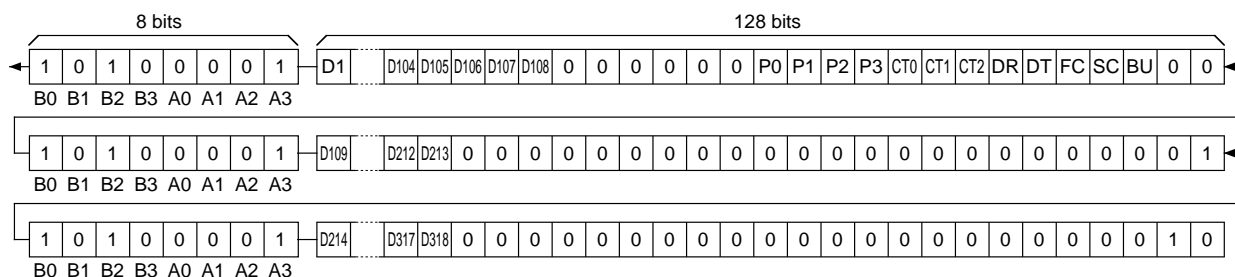 8 bits 128 bits
1 0 1 0 0 0 0 1 D1 D104 D105 D106 D107 D108 0 0 0 0 0 0 P0 P1 P2 P3 CT0 CT1 CT2 DR DT FC SC BU 0 0
B0 B1 B2 B3 A0 A1 A2 A3
1 0 1 0 0 0 0 1 D109 D212 D213 0 0 0 0 0 0 0 0 0 0 0 0 0 0 0 0 0 0 0 0 0 0 1
B0 B1 B2 B3 A0 A1 A2 A3
1 0 1 0 0 0 0 1 D214 D317 D318 0 0 0 0 0 0 0 0 0 0 0 0 0 0 0 0 0 0 0 0 0 1 0
B0 B1 B2 B3 A0 A1 A2 A3